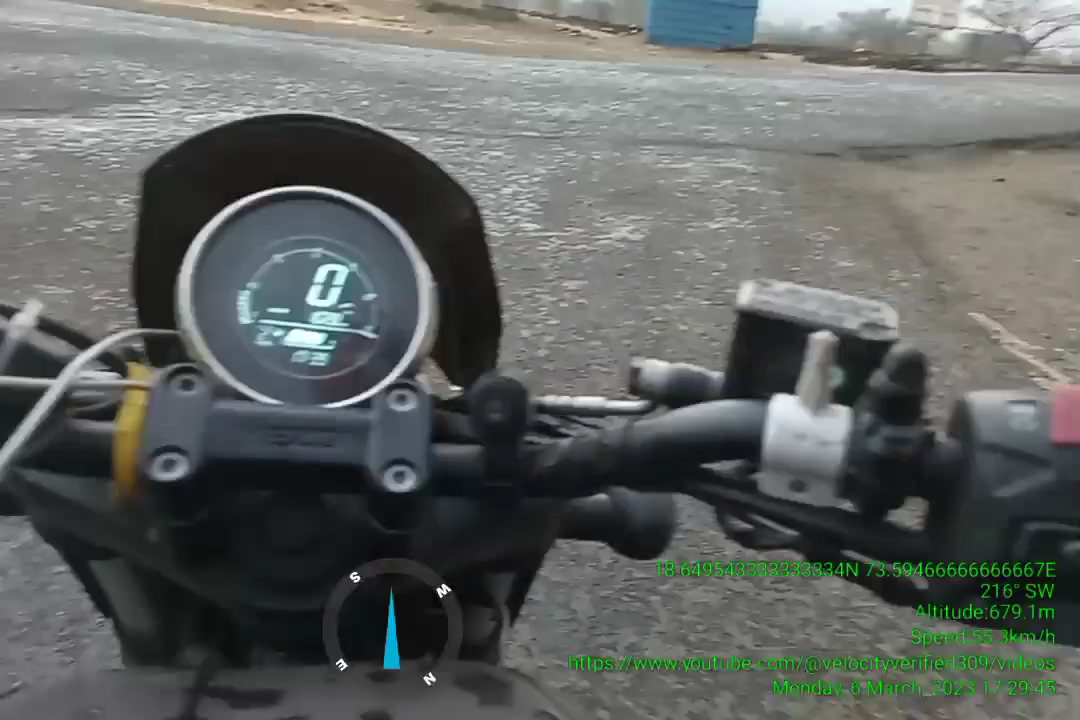 0
S
W
E
N
18.649543333333334N 73.59466666666667E
216° SW
Altitude:679.1m
Speed:55.3km/h
https://www.youtube.com/@velocityverified309/videos
Monday, 6 March, 2023 17:29:45